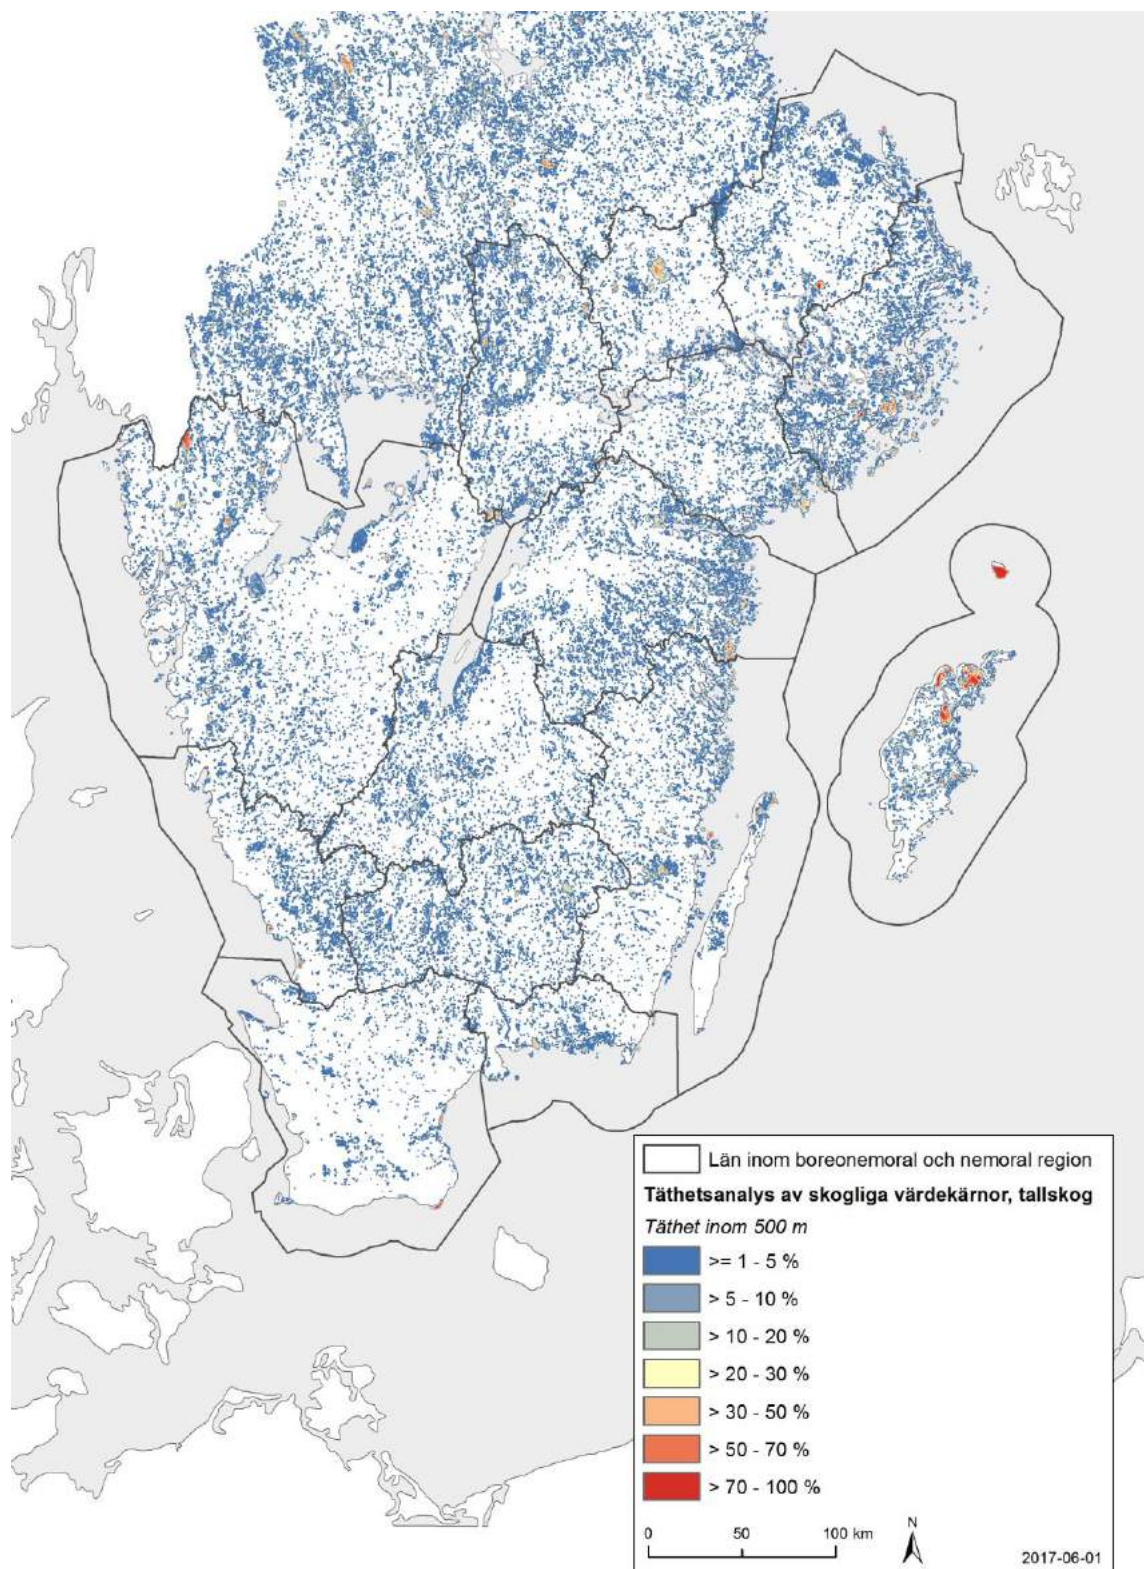 Län inom boreonemoral och nemoral region
Täthetsanalys av skogliga värdekärnor, tallskog
Täthet inom 500 m
>= 1 - 5 %
> 5 - 10 %
> 10 - 20 %
> 20 - 30 %
> 30 - 50 %
> 50 - 70 %
> 70 - 100 %
0 50 100 km
N
2017-06-01